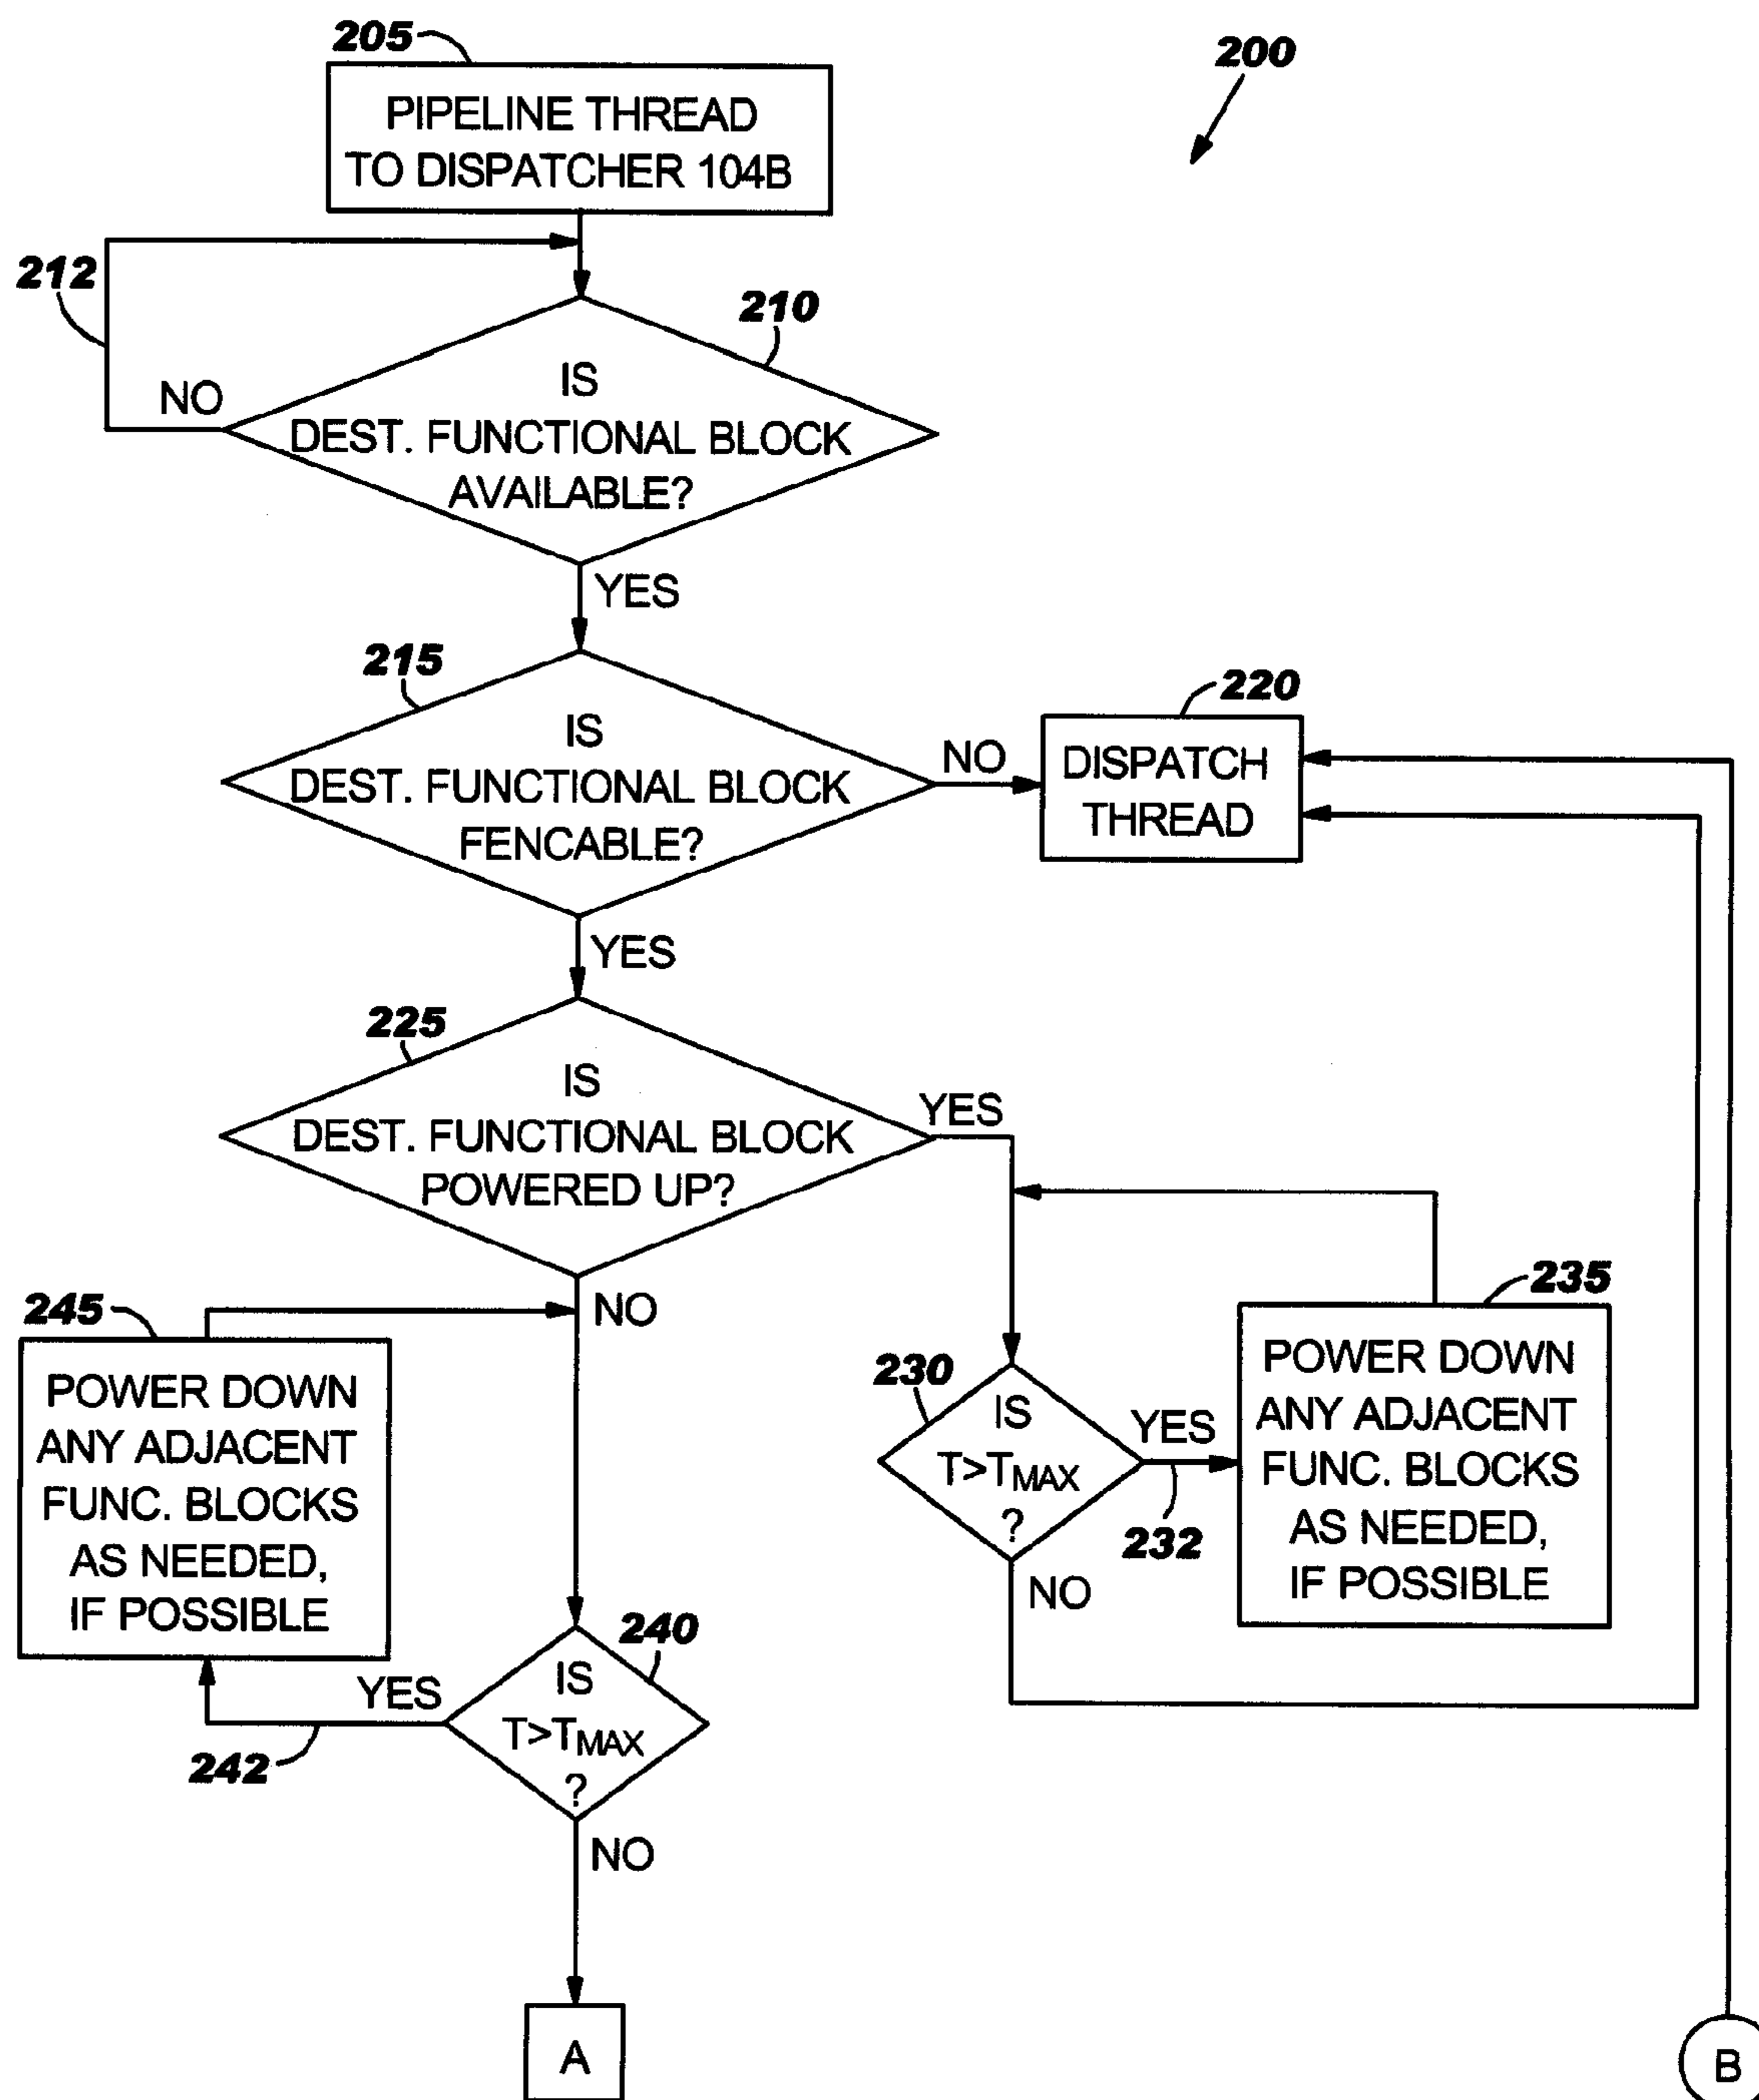 205
200
PIPELINE THREAD
TO DISPATCHER 104B
212
210
NO
IS
DEST. FUNCTIONAL BLOCK
AVAILABLE?
YES
215
220
IS
DEST. FUNCTIONAL BLOCK
FENCABLE?
NO
DISPATCH
THREAD
YES
225
IS
DEST. FUNCTIONAL BLOCK
POWERED UP?
YES
NO
245
POWER DOWN
ANY ADJACENT
FUNC. BLOCKS
AS NEEDED,
IF POSSIBLE
230
IS
T>TMAX
?
YES
232
NO
235
POWER DOWN
ANY ADJACENT
FUNC. BLOCKS
AS NEEDED,
IF POSSIBLE
240
IS
T>TMAX
?
YES
242
NO
A
B